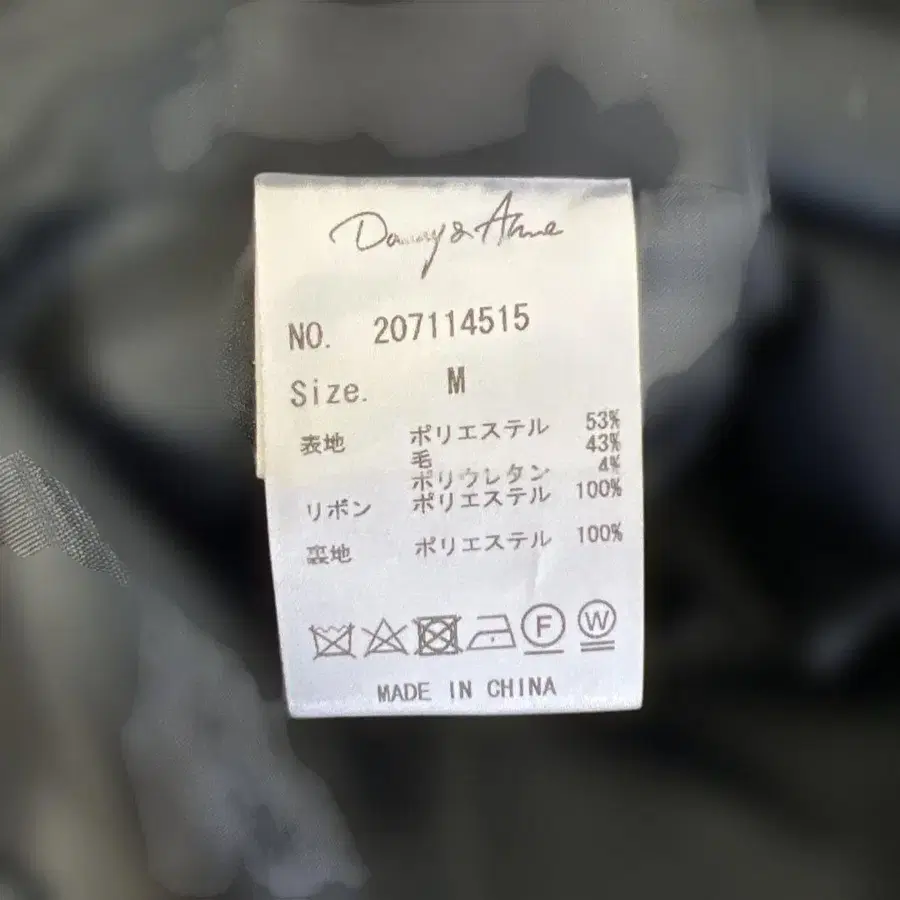 Danny & Anne
NO. 207114515
Size. M
表地 ポリエステル 53%
毛 43%
ポリウレタン 4%
リボン ポリエステル 100%
裏地 ポリエステル 100%
F W
MADE IN CHINA